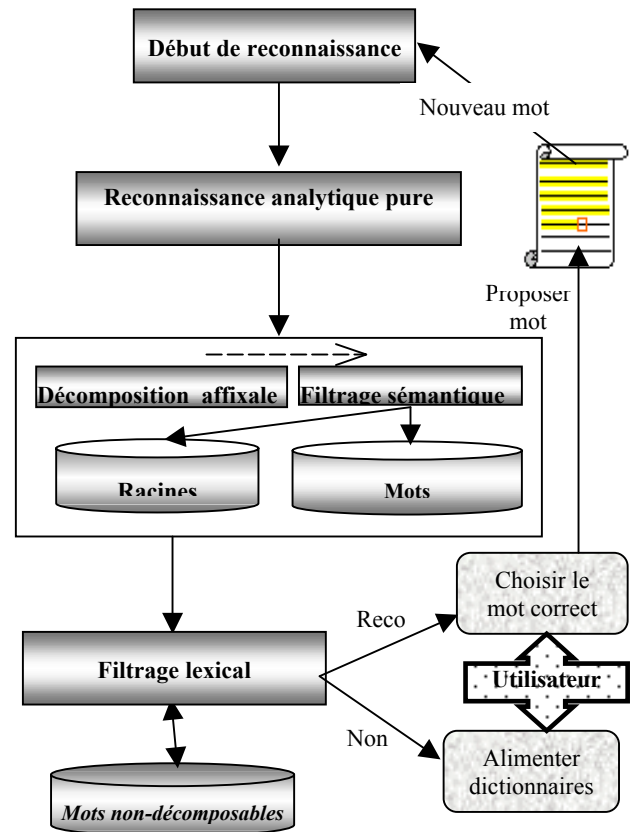 Début de reconnaissance
Nouveau mot
Reconnaissance analytique pure
Proposer
mot
Décomposition affixale
Filtrage sémantique
Racines
Mots
Choisir le
mot correct
Reco
Filtrage lexical
Utilisateur
Non
Alimenter
dictionnaires
Mots non-décomposables